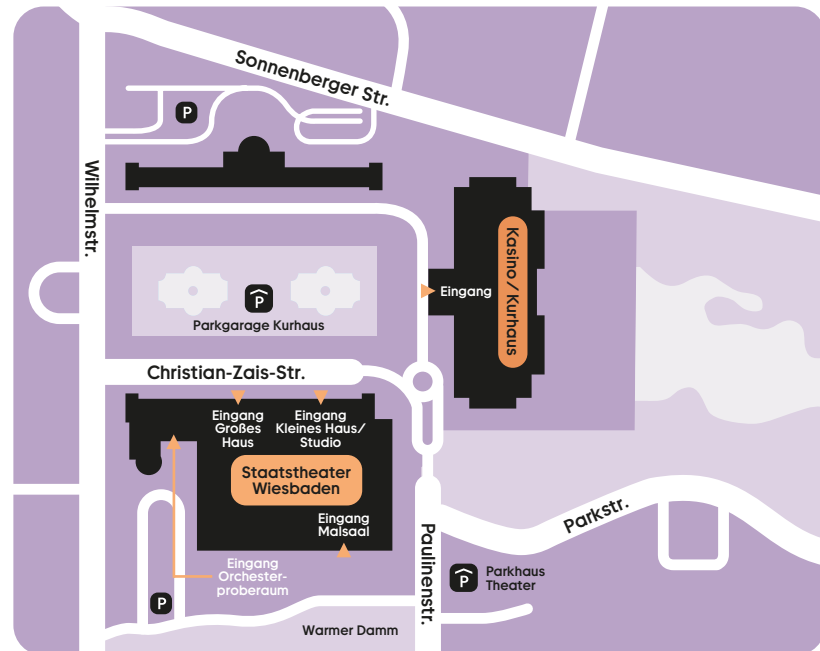 Sonnenberger Str.
P
Wilhelmstr.
Kasino / Kurhaus
Eingang
P
Parkgarage Kurhaus
Christian-Zais-Str.
Eingang
Großes
Haus
Eingang
Kleines Haus/
Studio
Staatstheater
Wiesbaden
Eingang
Malsaal
Parkstr.
Paulinenstr.
Eingang
Orchester-
proberaum
P
Parkhaus
Theater
P
Warmer Damm